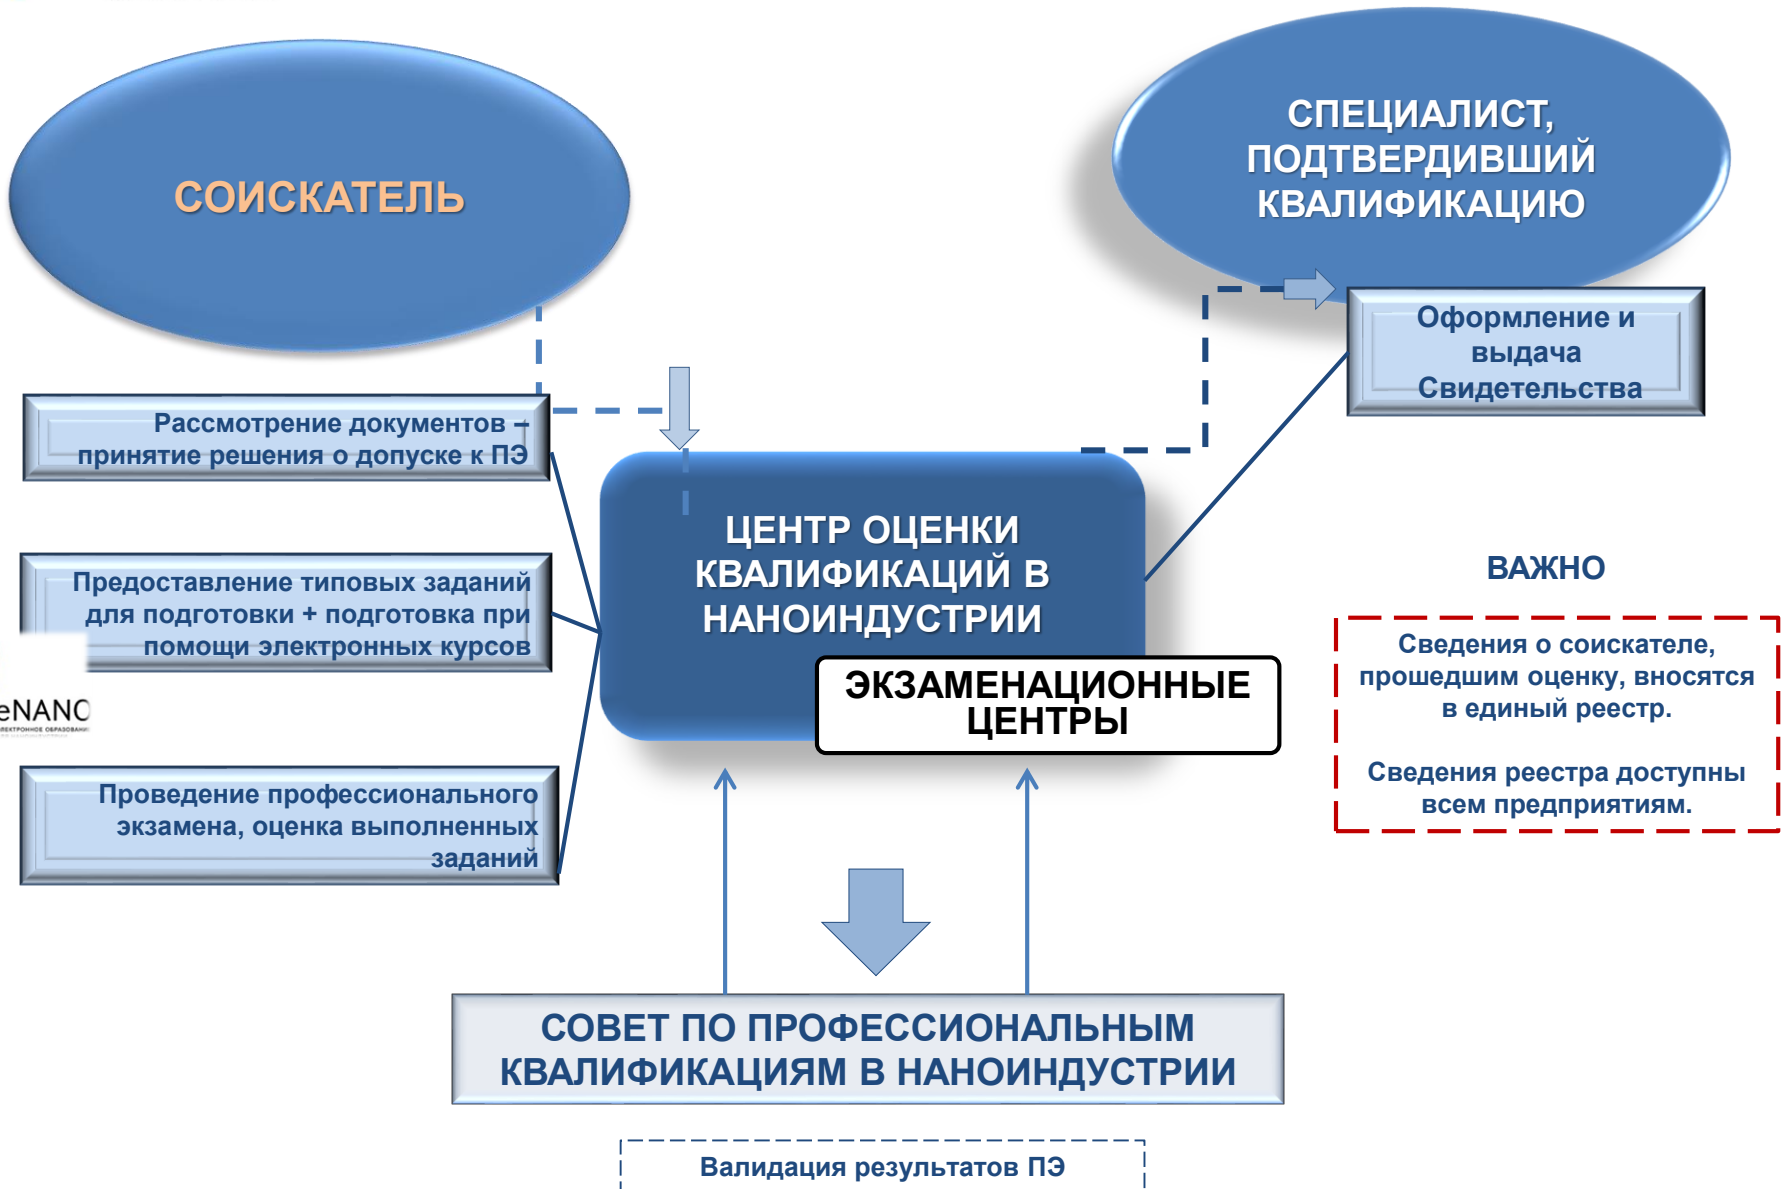 СОИСКАТЕЛЬ
СПЕЦИАЛИСТ,
ПОДТВЕРДИВШИЙ
КВАЛИФИКАЦИЮ
Оформление и
выдача
Свидетельства
Рассмотрение документов –
принятие решения о допуске к ПЭ
Предоставление типовых заданий
для подготовки + подготовка при
помощи электронных курсов
eNANO
Проведение профессионального
экзамена, оценка выполненных
заданий
ЦЕНТР ОЦЕНКИ
КВАЛИФИКАЦИЙ В
НАНОИНДУСТРИИ
ЭКЗАМЕНАЦИОННЫЕ
ЦЕНТРЫ
ВАЖНО
Сведения о соискателе,
прошедшим оценку, вносятся
в единый реестр.
Сведения реестра доступны
всем предприятиям.
СОВЕТ ПО ПРОФЕССИОНАЛЬНЫМ
КВАЛИФИКАЦИЯМ В НАНОИНДУСТРИИ
Валидация результатов ПЭ